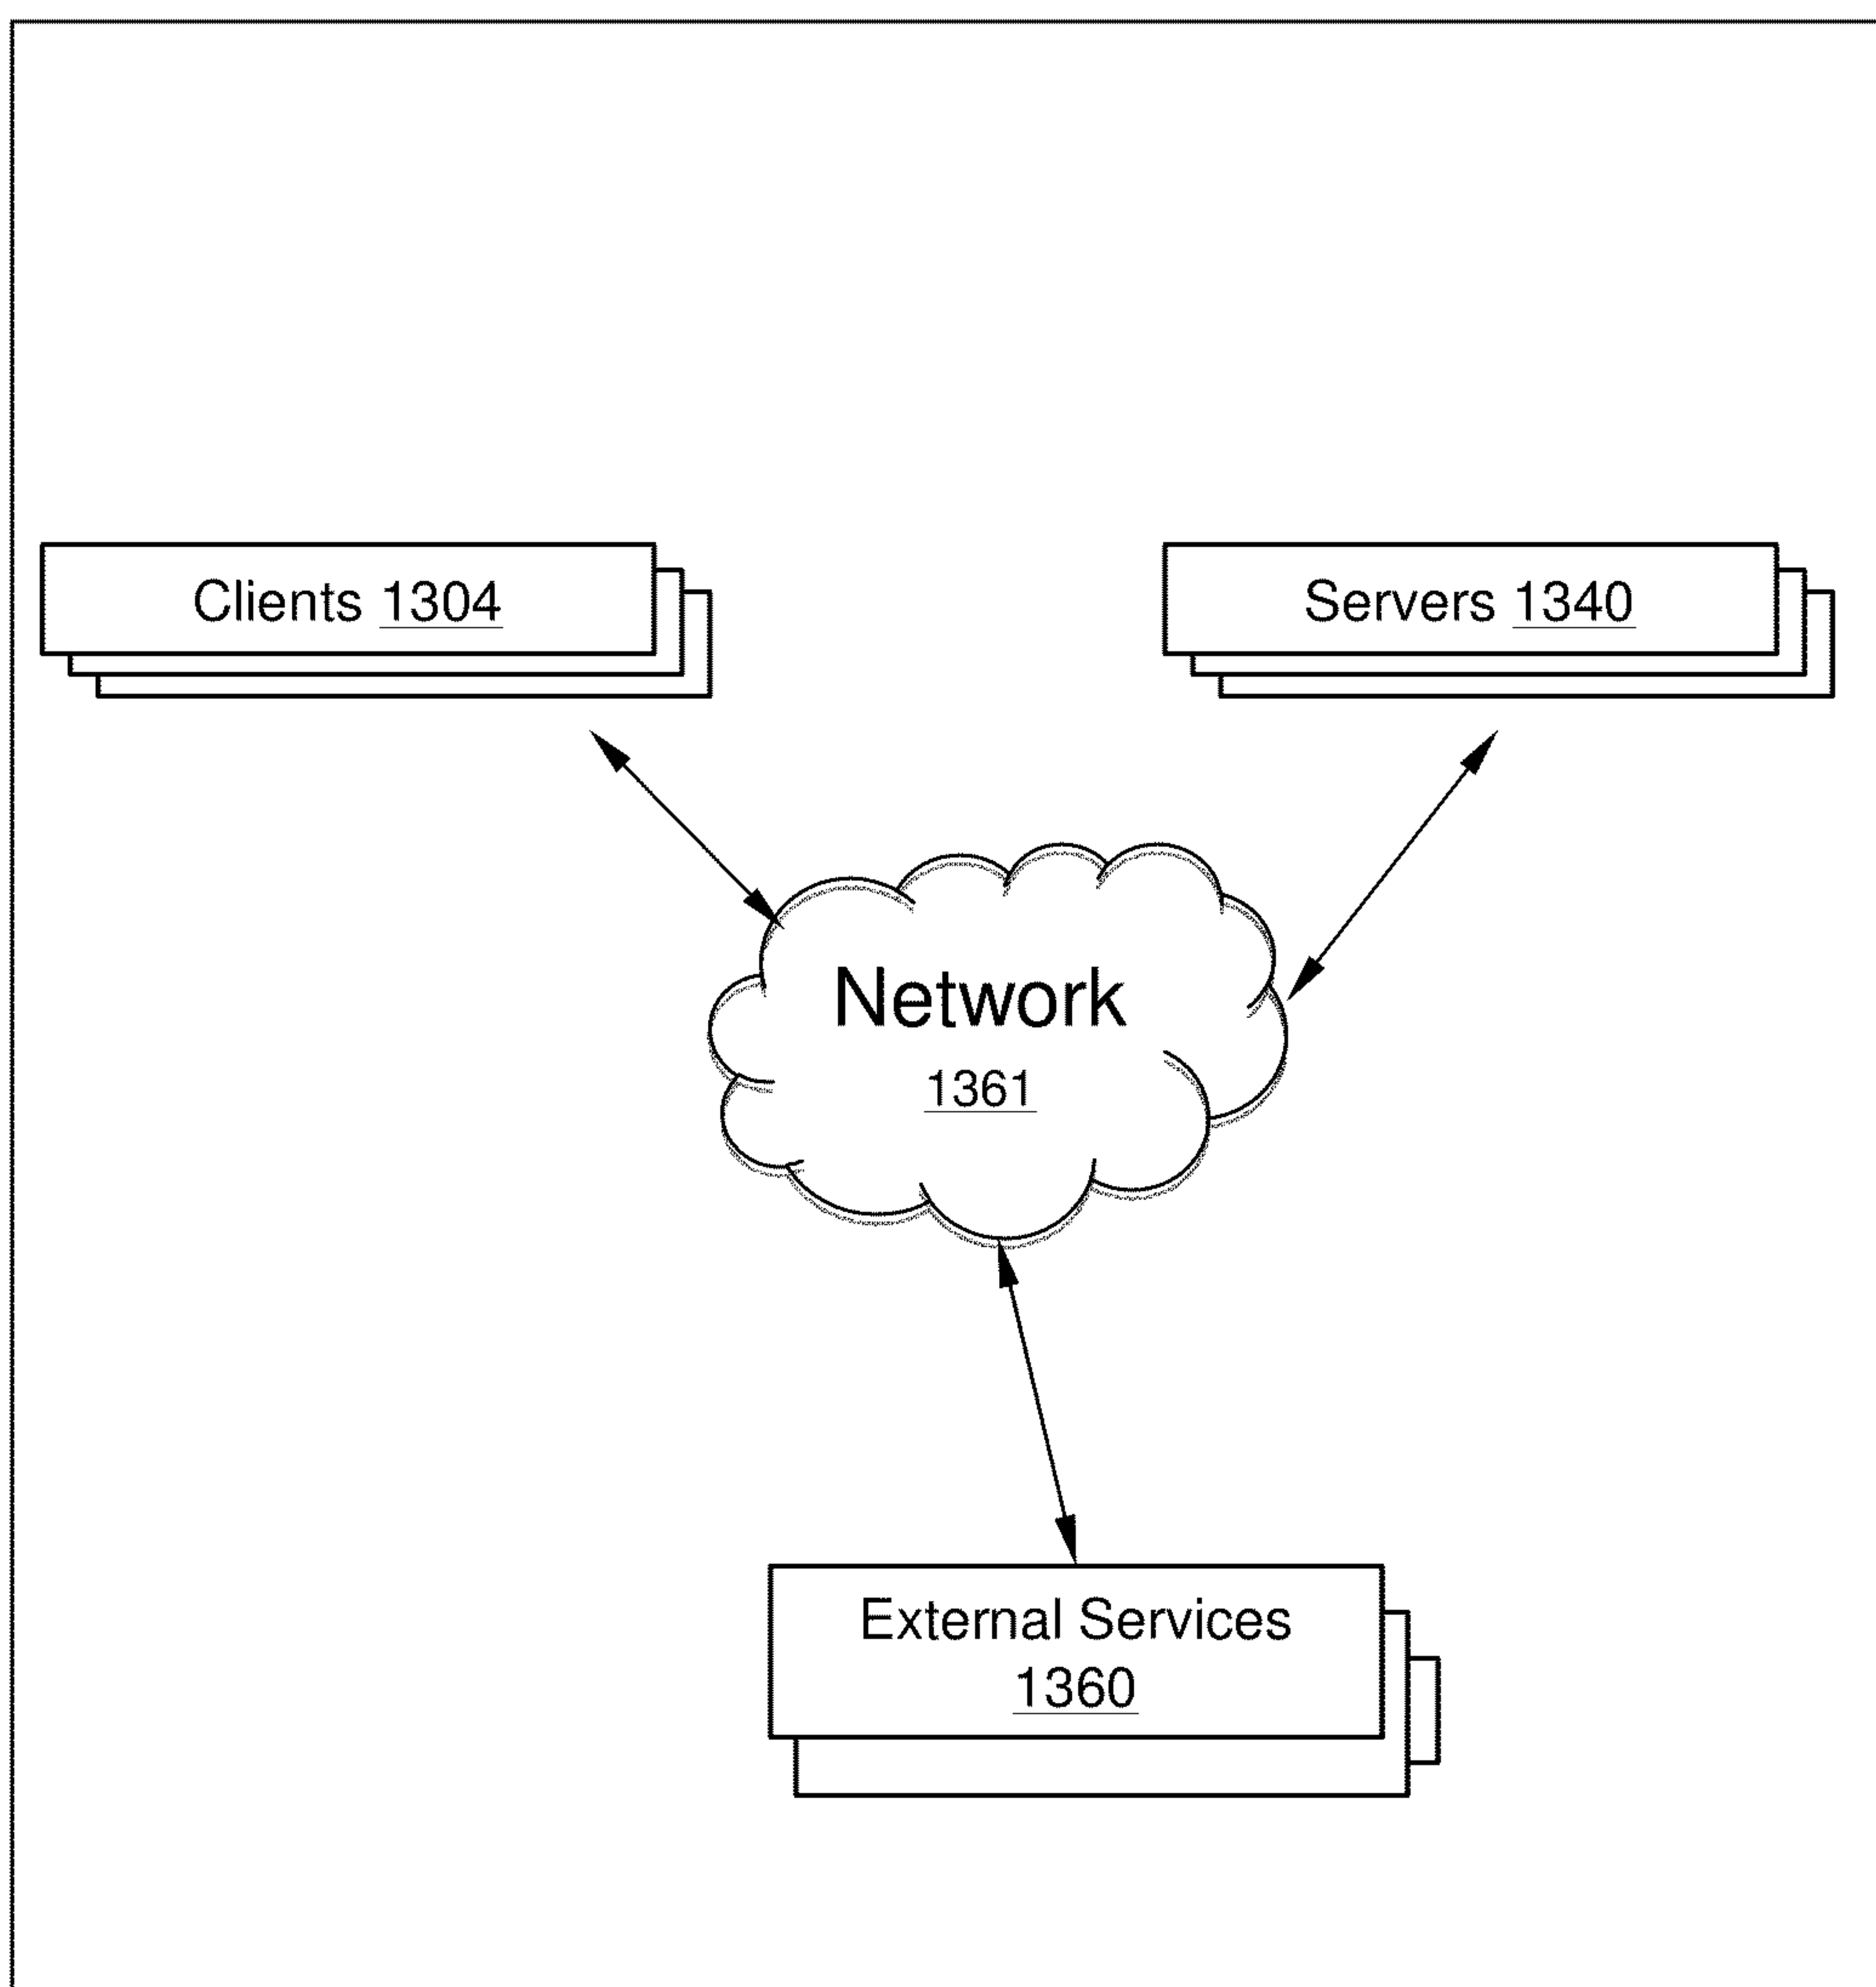 Clients 1304
Servers 1340
Network
1361
External Services
1360